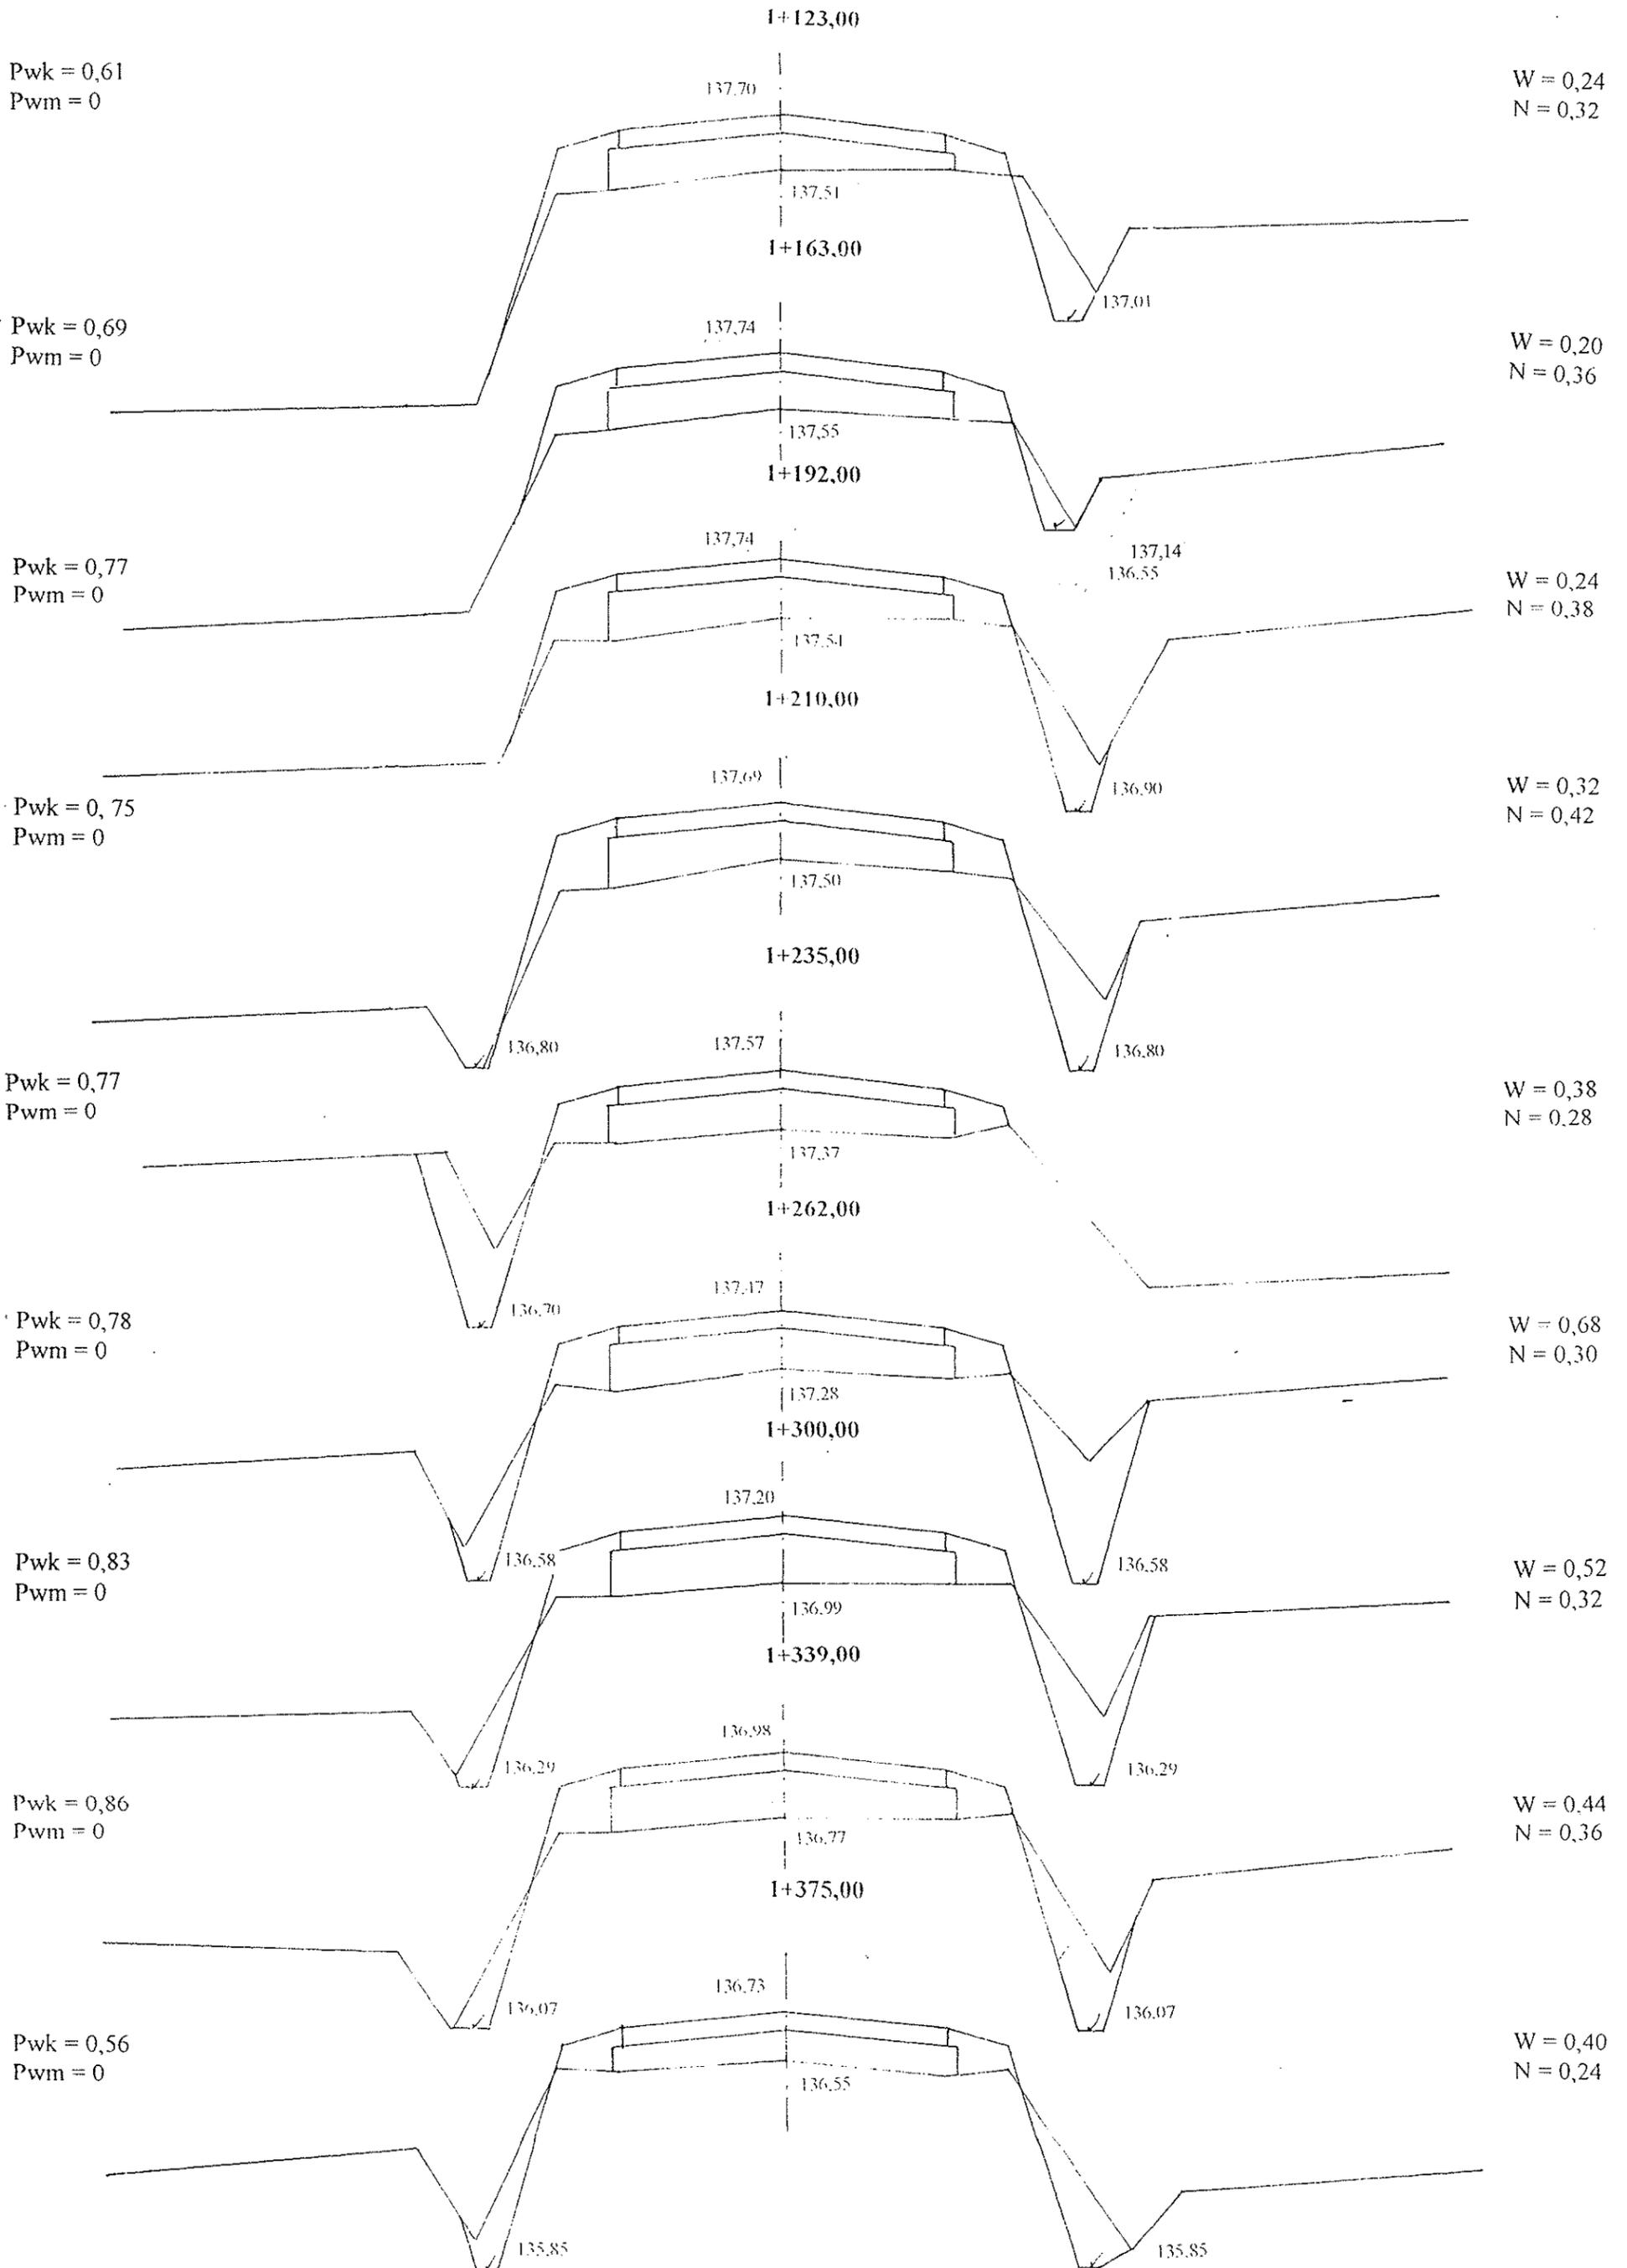 1+123,00
Pwk = 0,61
Pwm = 0
137,70
W = 0,24
N = 0,32
137,51
137,01
1+163,00
Pwk = 0,69
Pwm = 0
137,74
W = 0,20
N = 0,36
137,55
137,14
136,55
1+192,00
Pwk = 0,77
Pwm = 0
137,74
W = 0,24
N = 0,38
137,54
136,90
1+210,00
Pwk = 0, 75
Pwm = 0
137,69
W = 0,32
N = 0,42
137,50
136,80
136,80
1+235,00
Pwk = 0,77
Pwm = 0
137,57
W = 0,38
N = 0.28
137,37
136,70
1+262,00
Pwk = 0,78
Pwm = 0
137,47
W = 0,68
N = 0,30
137,28
136,58
136,58
1+300,00
Pwk = 0,83
Pwm = 0
137,20
W = 0,52
N = 0,32
136,99
136,29
136,29
1+339,00
Pwk = 0,86
Pwm = 0
136,98
W = 0,44
N = 0,36
136,77
136,07
136,07
1+375,00
Pwk = 0,56
Pwm = 0
136,73
W = 0,40
N = 0,24
136,55
135,85
135,85